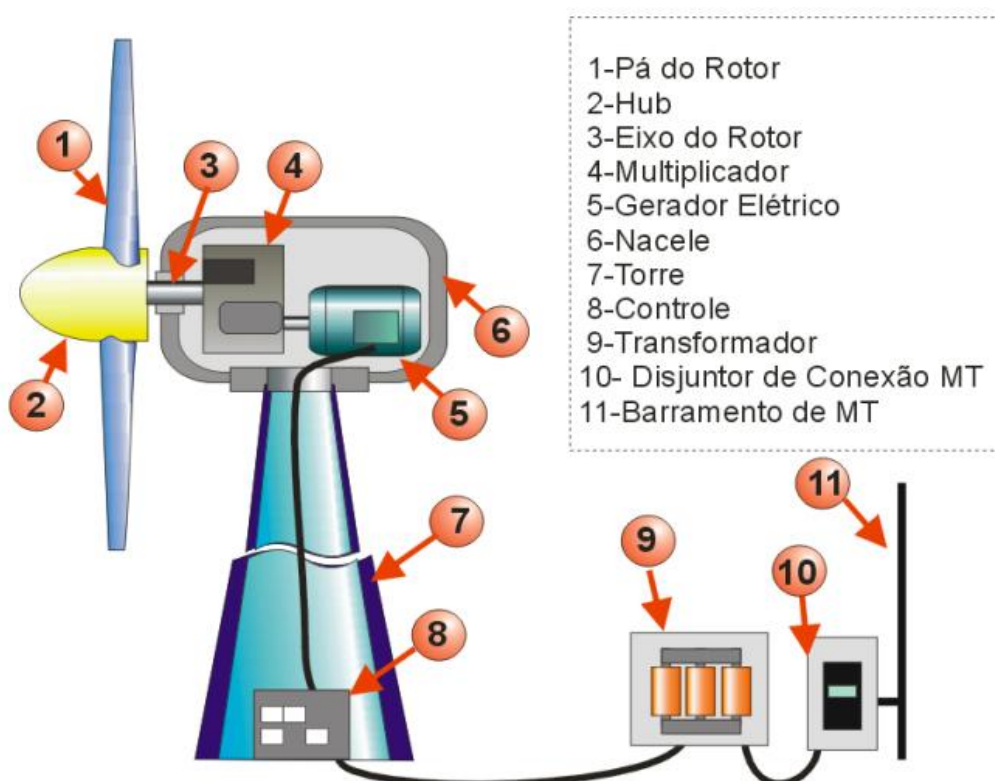 1-Pá do Rotor
2-Hub
3-Eixo do Rotor
4-Multiplicador
5-Gerador Elétrico
6-Nacele
7-Torre
8-Controle
9-Transformador
10- Disjuntor de Conexão MT
11-Barramento de MT
1
3
4
6
2
5
7
11
9
10
8